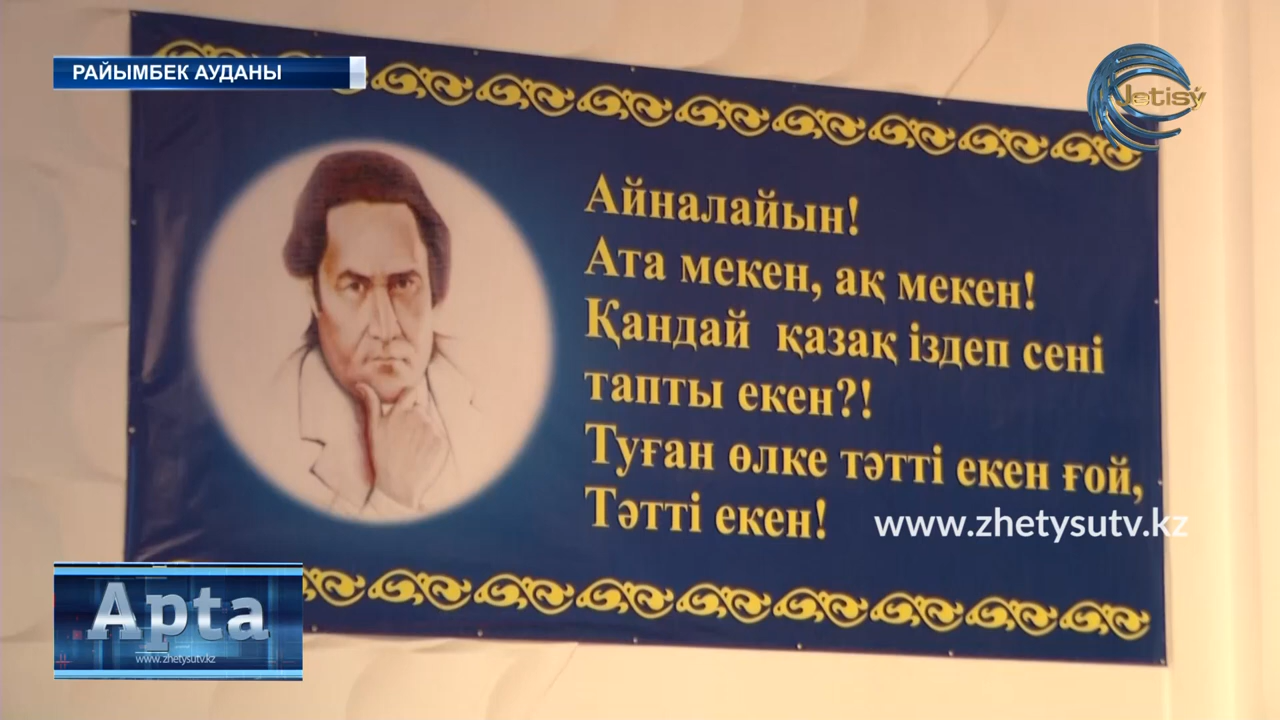 РАЙЫМБЕК АУДАНЫ
Jetisý
Айналайын!
Ата мекен, ақ мекен!
Қандай қазақ іздеп сені
тапты екен?!
Туған өлке тәтті екен ғой,
Тәтті екен!
www.zhetysutv.kz
Apta
www.zhetysutv.kz